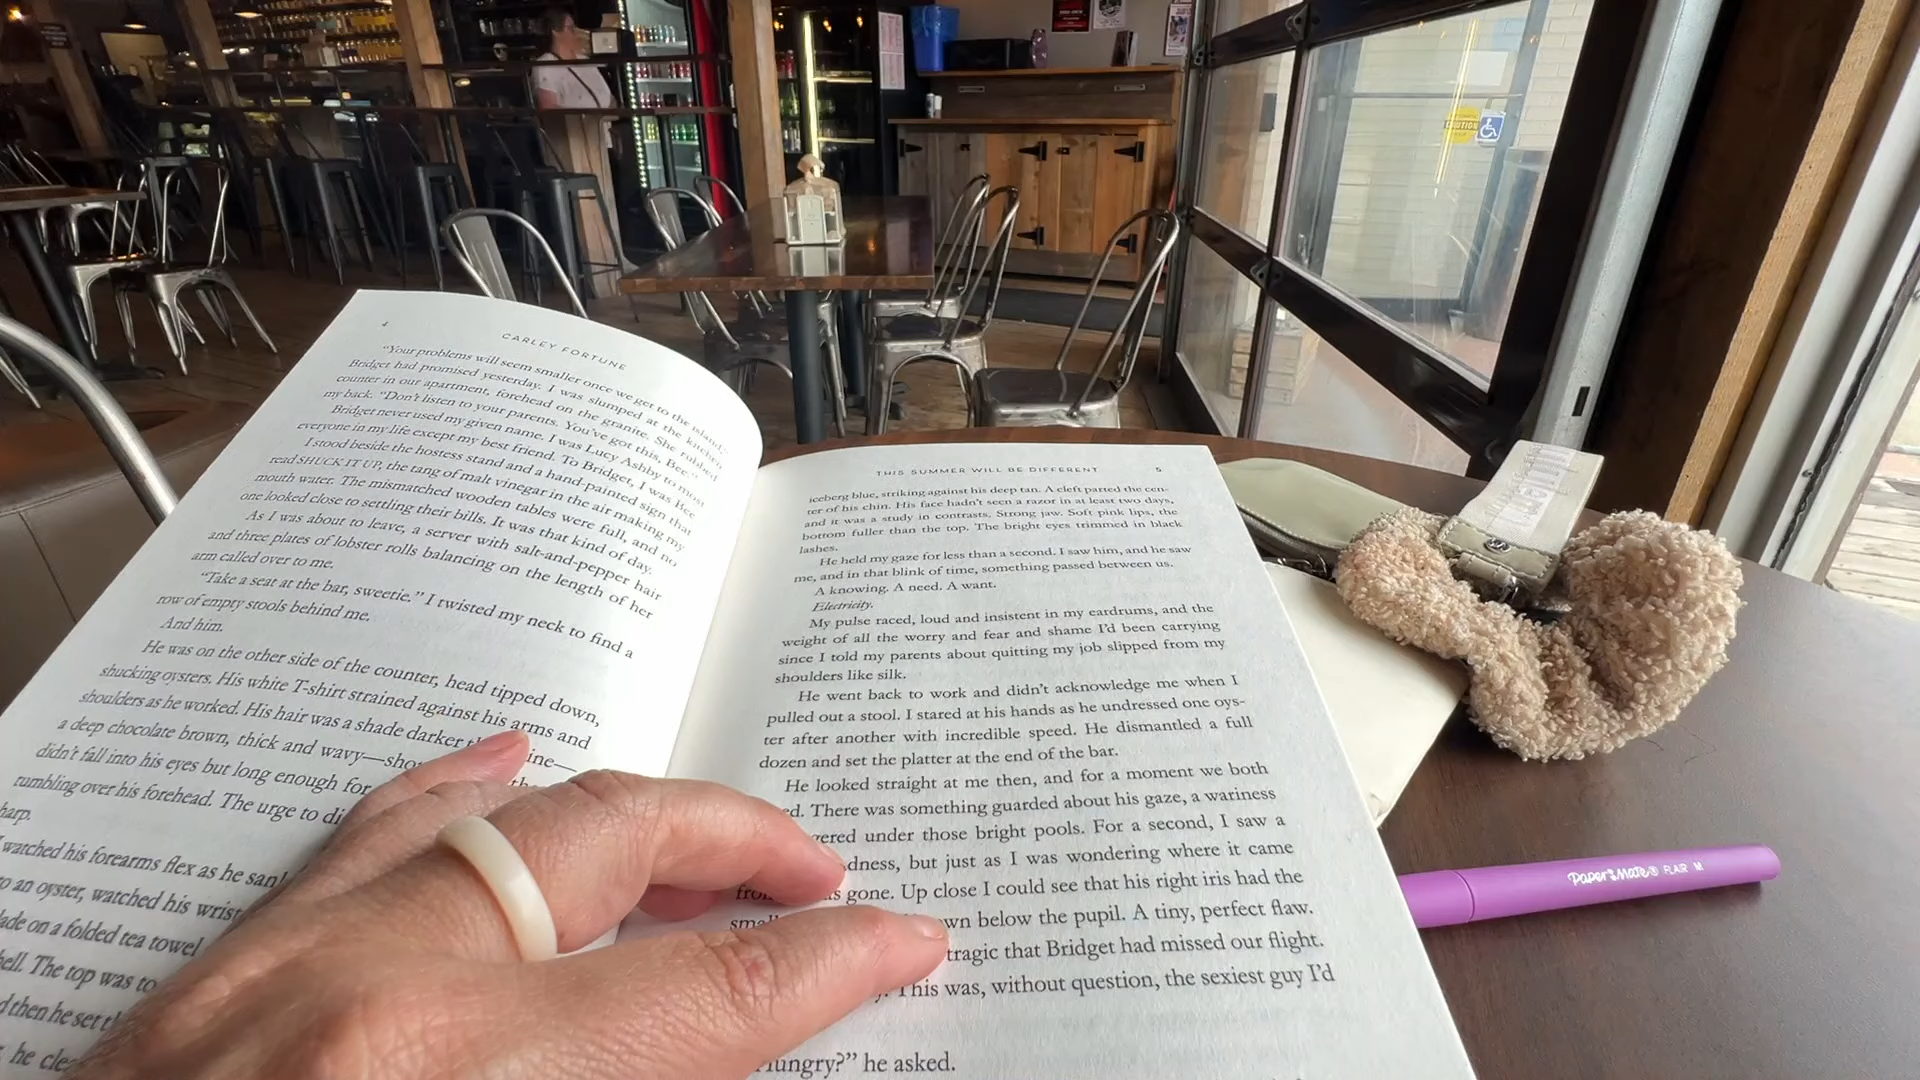 4
CARLEY FORTUNE
"Your problems will seem smaller once we get to the island,"
Bridget had promised yesterday. I was slumped at the kitchen
counter in our apartment, forehead on the granite. She rubbed
my back. "Don't listen to your parents. You've got this, Bee."
Bridget never used my given name. I was Lucy Ashby to most
everyone in my life except my best friend. To Bridget, I was Bee.
I stood beside the hostess stand and a hand-painted sign that
read SHUCK IT UP, the tang of malt vinegar in the air making my
mouth water. The mismatched wooden tables were full, and no
one looked close to settling their bills. It was that kind of day.
As I was about to leave, a server with salt-and-pepper hair
and three plates of lobster rolls balancing on the length of her
arm called over to me.
"Take a seat at the bar, sweetie." I twisted my neck to find a
row of empty stools behind me.
And him.
He was on the other side of the counter, head tipped down,
shucking oysters. His white T-shirt strained against his arms and
shoulders as he worked. His hair was a shade darker
a deep chocolate brown, thick and wavy—
didn't fall into his eyes but long enough for
tumbling over his forehead. The urge to
watched his forearms flex as he
to an oyster, watched his
on a folded tea towel
The top was to
then he set
he
THIS SUMMER WILL BE DIFFERENT
5
iceberg blue, striking against his deep tan. A cleft parted the cen-
ter of his chin. His face hadn't seen a razor in at least two days,
and it was a study in contrasts. Strong jaw. Soft pink lips, the
bottom fuller than the top. The bright eyes trimmed in black
lashes.
He held my gaze for less than a second. I saw him, and he saw
me, and in that blink of time, something passed between us.
A knowing. A need. A want.
Electricity.
My pulse raced, loud and insistent in my eardrums, and the
weight of all the worry and fear and shame I'd been carrying
since I told my parents about quitting my job slipped from my
shoulders like silk.
He went back to work and didn't acknowledge me when I
pulled out a stool. I stared at his hands as he undressed one oys-
ter after another with incredible speed. He dismantled a full
dozen and set the platter at the end of the bar.
He looked straight at me then, and for a moment we both
There was something guarded about his gaze, a wariness
under those bright pools. For a second, I saw a
but just as I was wondering where it came
gone. Up close I could see that his right iris had the
below the pupil. A tiny, perfect flaw.
tragic that Bridget had missed our flight.
This was, without question, the sexiest guy I'd
he asked.
Paper Mate® FLAIR M
CAUTION